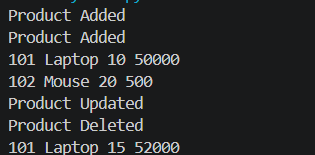 Product Added
Product Added
101 Laptop 10 50000
102 Mouse 20 500
Product Updated
Product Deleted
101 Laptop 15 52000